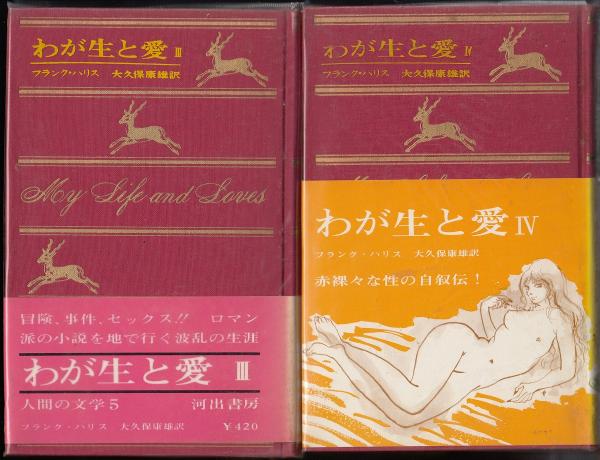 わが生と愛 III
フランク・ハリス 大久保康雄訳
My Life and Loves
冒険、事件、セックス!! ロマン
派の小説を地で行く波乱の生涯
わが生と愛 III
人間の文学5 河出書房
フランク・ハリス 大久保康雄訳 ¥420
わが生と愛 IV
フランク・ハリス 大久保康雄訳
わが生と愛 IV
フランク・ハリス 大久保康雄訳
赤裸々な性の自叙伝!